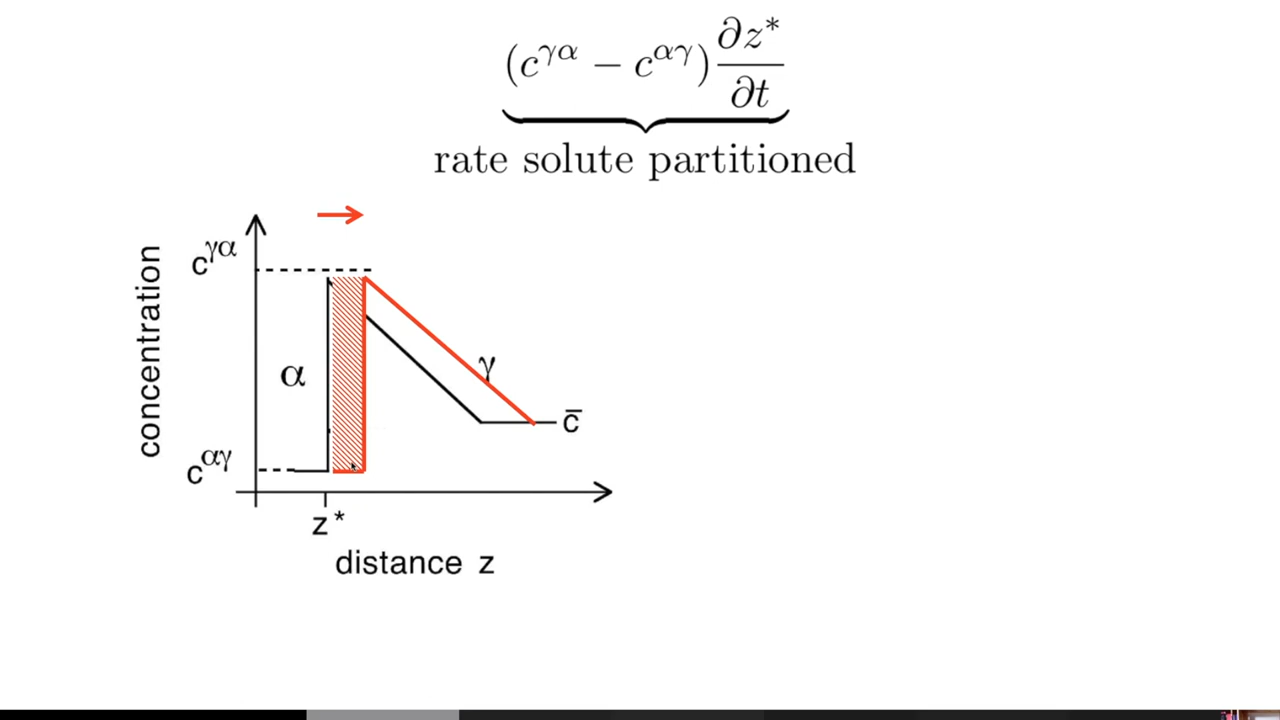 (c^{γα} − c^{αγ}) ∂z*/∂t
rate solute partitioned
c^{γα}
concentration
α
γ
c̄
c^{αγ}
z*
distance z